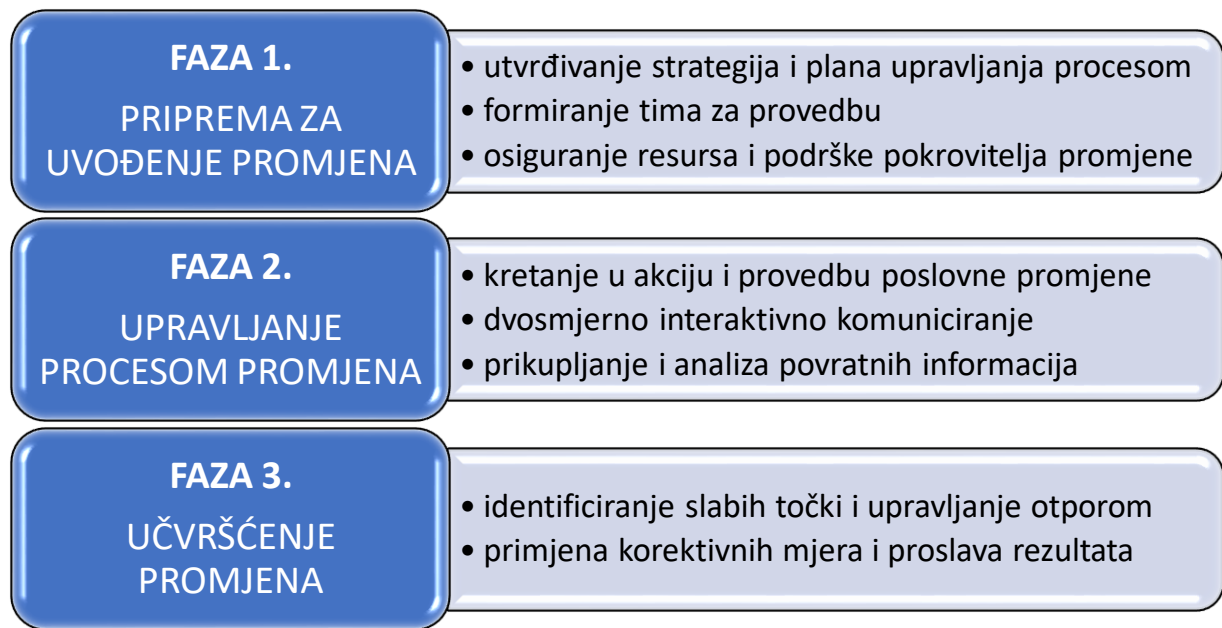 FAZA 1.
PRIPREMA ZA
UVOĐENJE PROMJENA
• utvrđivanje strategija i plana upravljanja procesom
• formiranje tima za provedbu
• osiguranje resursa i podrške pokrovitelja promjene
FAZA 2.
UPRAVLJANJE
PROCESOM PROMJENA
• kretanje u akciju i provedbu poslovne promjene
• dvosmjerno interaktivno komuniciranje
• prikupljanje i analiza povratnih informacija
FAZA 3.
UČVRŠĆENJE
PROMJENA
• identificiranje slabih točki i upravljanje otporom
• primjena korektivnih mjera i proslava rezultata